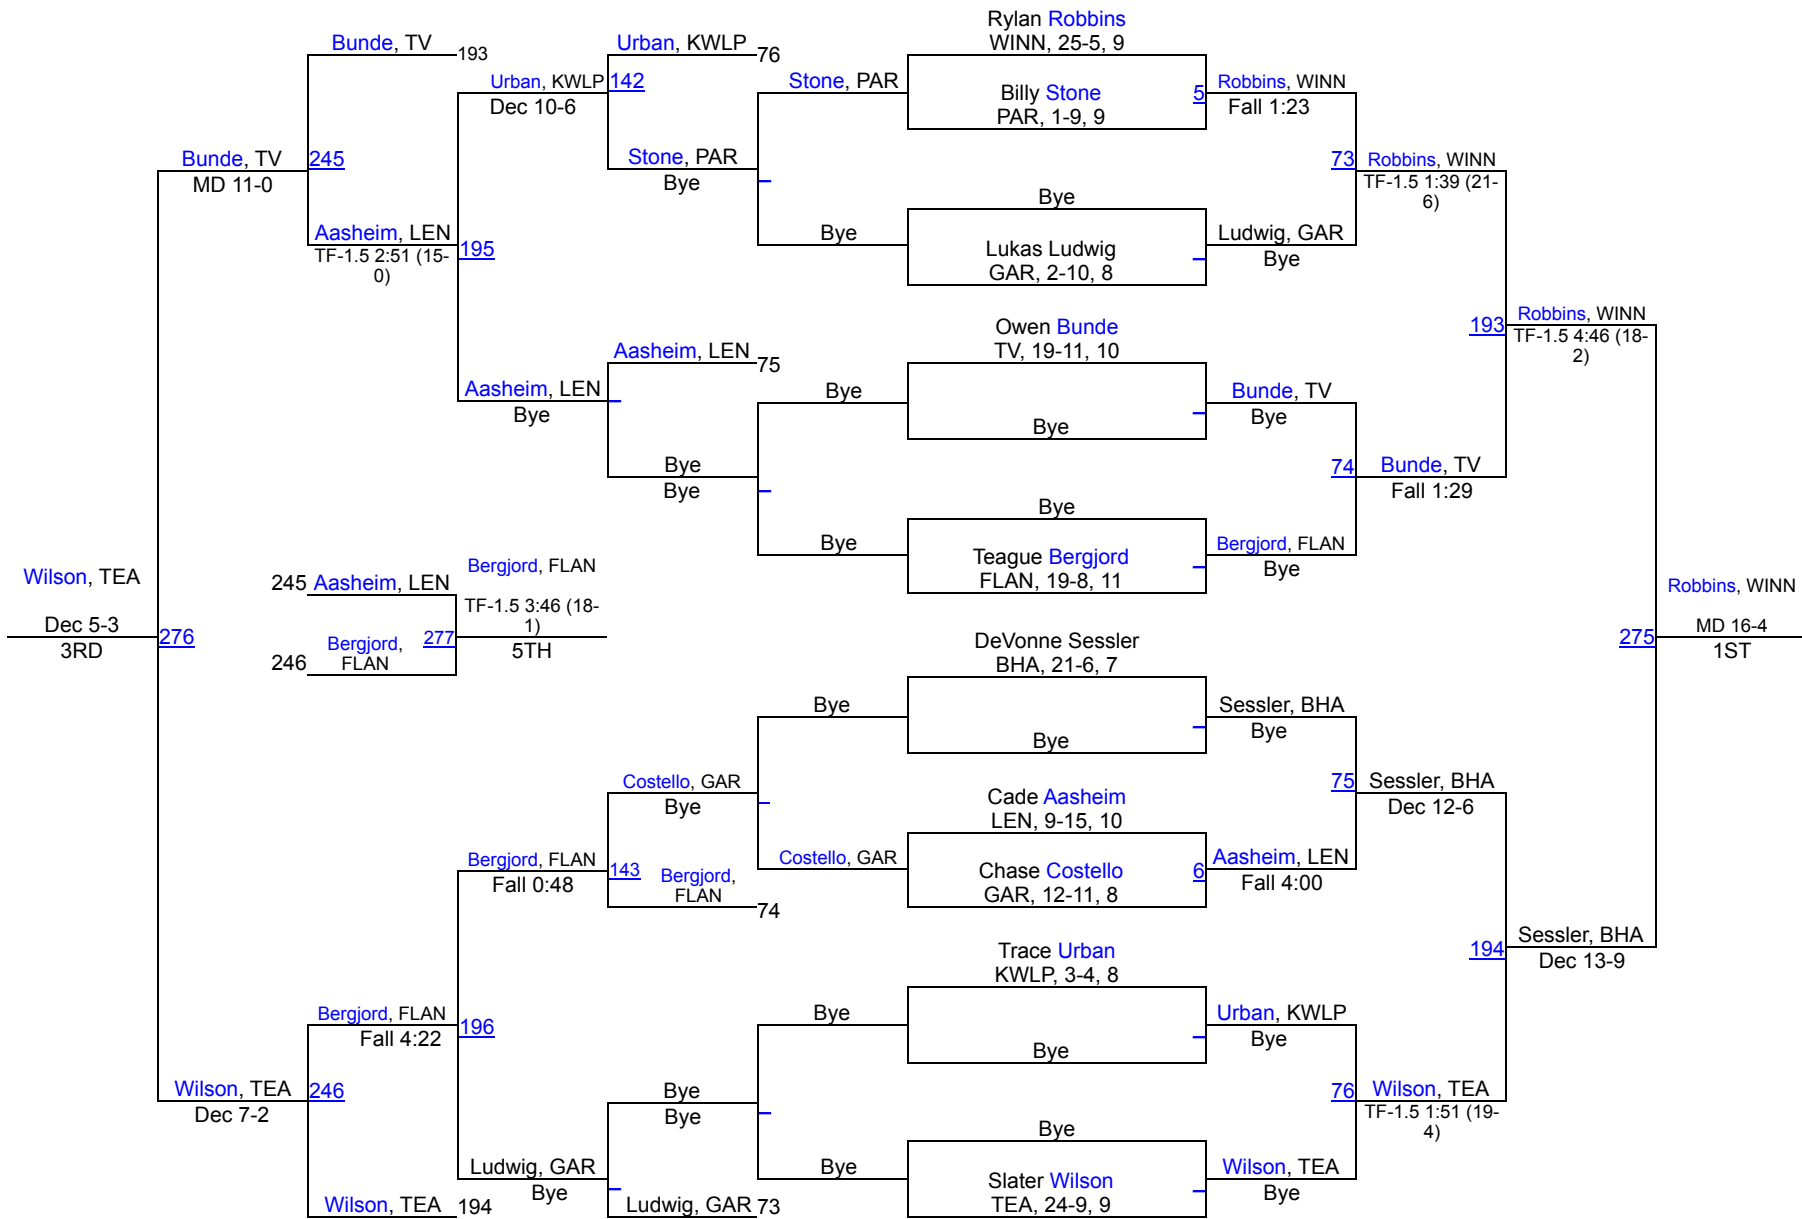 Rylan Robbins
WINN, 25-5, 9
Bunde, TV
193
Urban, KWLP
76
Urban, KWLP
142
Dec 10-6
Stone, PAR
Billy Stone
PAR, 1-9, 9
5
Robbins, WINN
Fall 1:23
Bunde, TV
245
MD 11-0
Stone, PAR
Bye
73
Robbins, WINN
TF-1.5 1:39 (21-
6)
Bye
Aasheim, LEN
195
TF-1.5 2:51 (15-
0)
Bye
Lukas Ludwig
GAR, 2-10, 8
Ludwig, GAR
Bye
193
Robbins, WINN
TF-1.5 4:46 (18-
2)
Owen Bunde
TV, 19-11, 10
Aasheim, LEN
75
Aasheim, LEN
Bye
Bye
Bye
Bunde, TV
Bye
Bye
Bye
74
Bunde, TV
Fall 1:29
Bye
Bye
Teague Bergjord
FLAN, 19-8, 11
Bergjord, FLAN
Bye
Wilson, TEA
Dec 5-3
3RD
276
245
Aasheim, LEN
246
Bergjord,
FLAN
277
Bergjord, FLAN
TF-1.5 3:46 (18-
1)
5TH
Robbins, WINN
275
MD 16-4
1ST
DeVonne Sessler
BHA, 21-6, 7
Bye
Bye
Sessler, BHA
Bye
Costello, GAR
Bye
75
Sessler, BHA
Dec 12-6
Cade Aasheim
LEN, 9-15, 10
Bergjord, FLAN
143
Fall 0:48
Bergjord,
FLAN
74
Costello, GAR
Chase Costello
GAR, 12-11, 8
6
Aasheim, LEN
Fall 4:00
194
Sessler, BHA
Dec 13-9
Trace Urban
KWLP, 3-4, 8
Bergjord, FLAN
196
Fall 4:22
Bye
Bye
Urban, KWLP
Bye
Wilson, TEA
246
Dec 7-2
Bye
Bye
76
Wilson, TEA
TF-1.5 1:51 (19-
4)
Bye
Ludwig, GAR
Bye
Bye
Slater Wilson
TEA, 24-9, 9
Wilson, TEA
Bye
Wilson, TEA
194
Ludwig, GAR
73